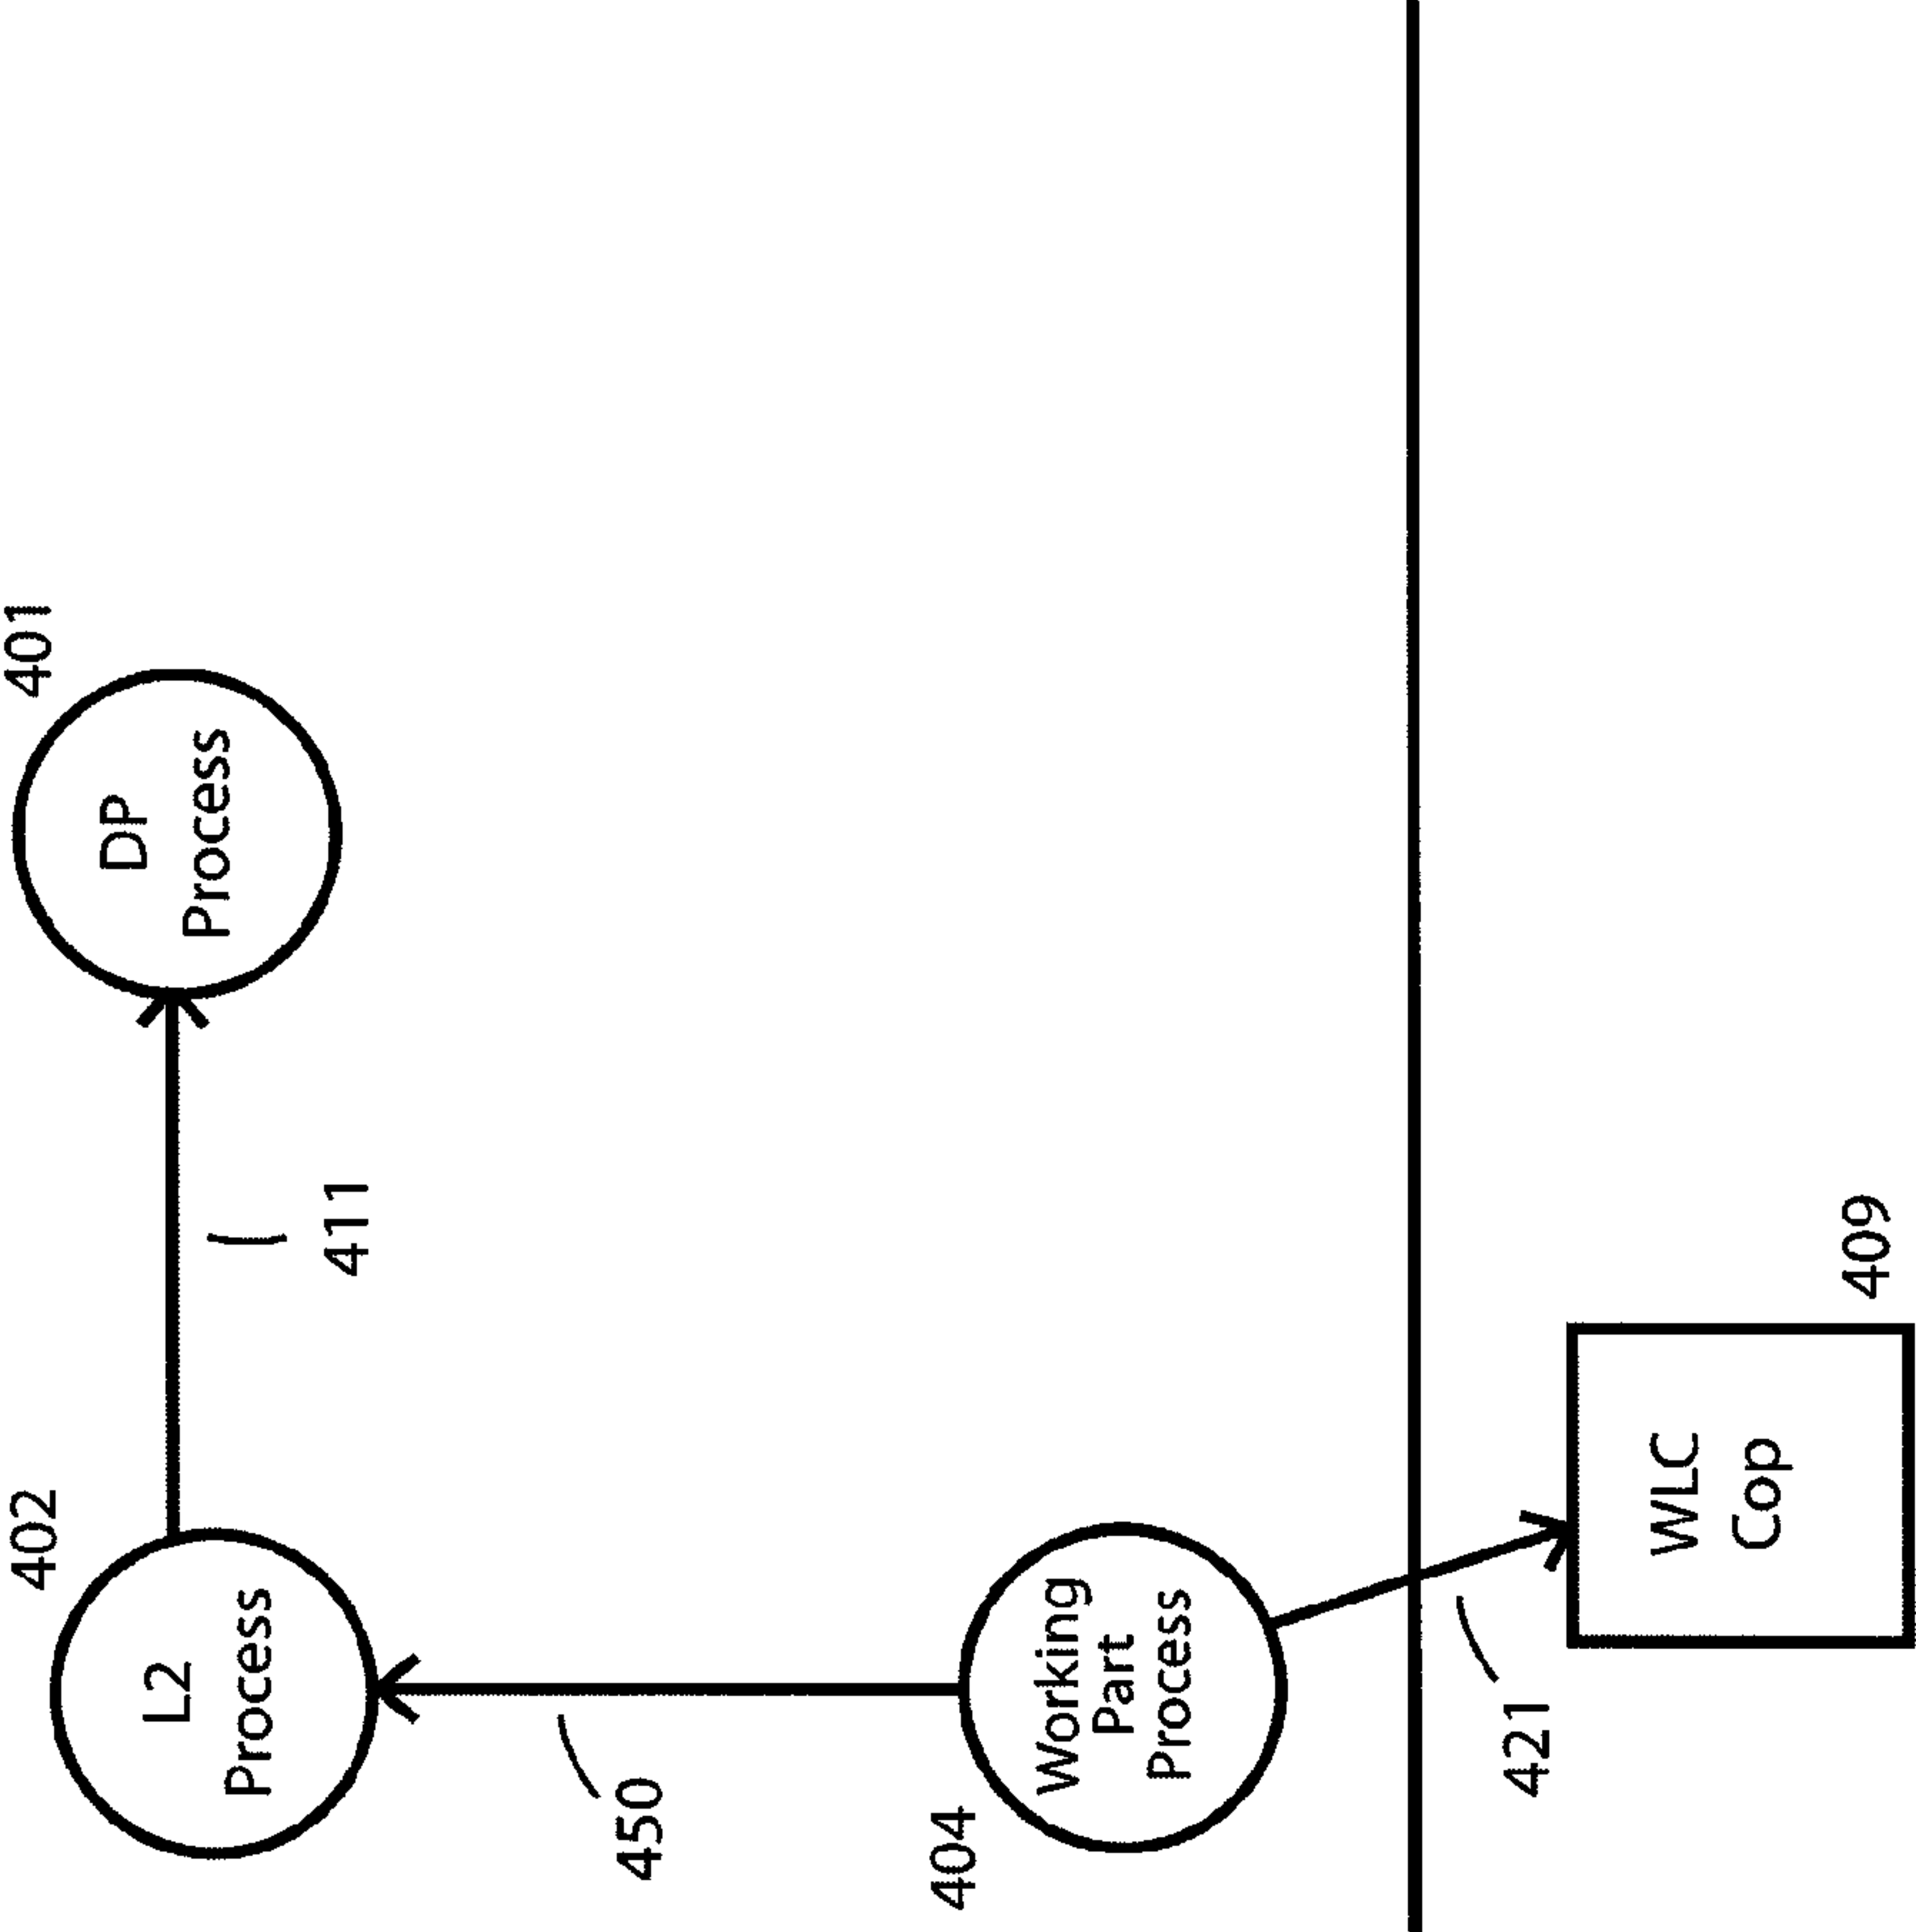 402
L2
Process
450
404
Working
Part
Process
421
411
401
DP
Process
WLC
Cop
409